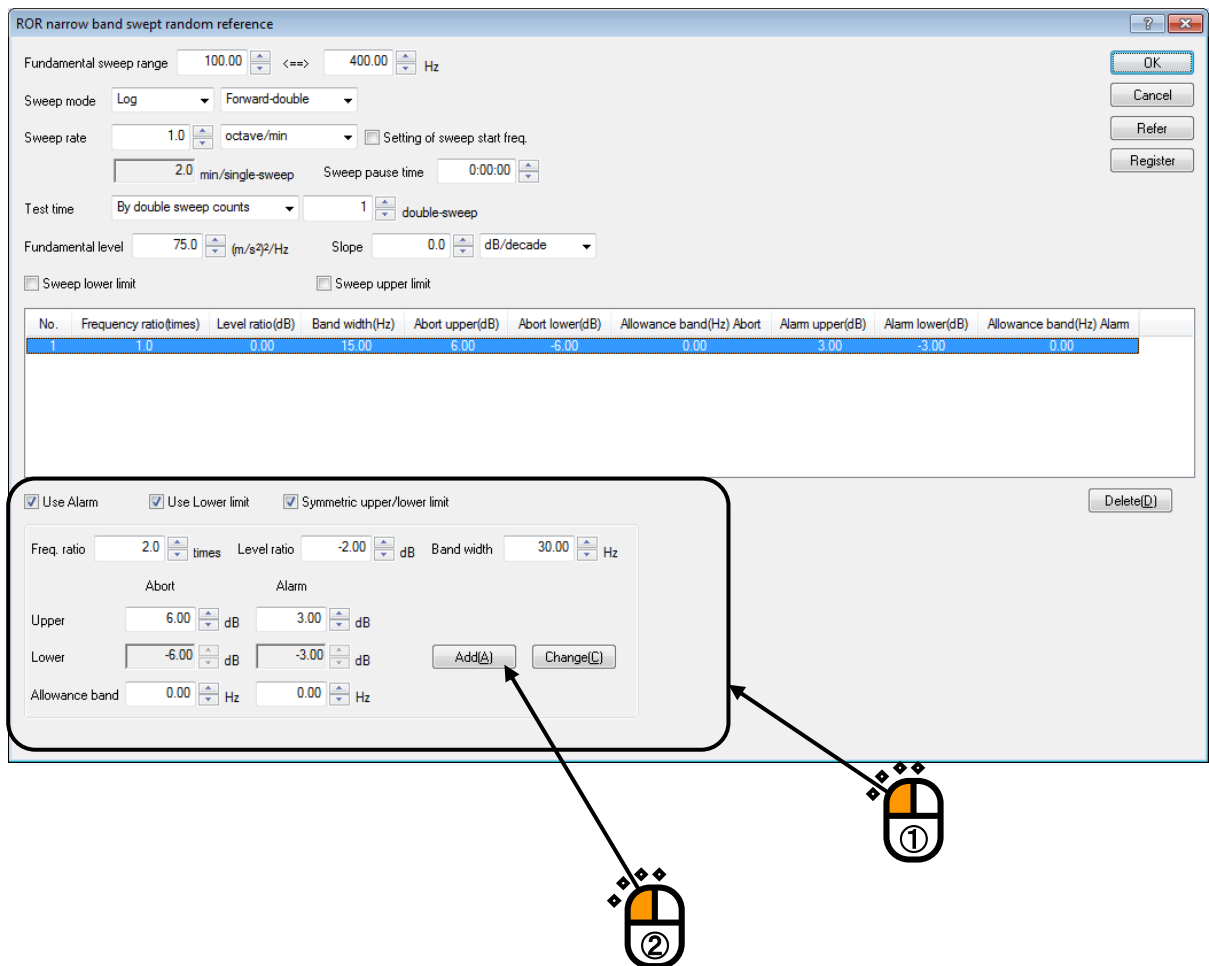 ROR narrow band swept random reference
Fundamental sweep range 100.00 <==> 400.00 Hz
OK
Sweep mode Log Forward-double
Cancel
Sweep rate 1.0 octave/min Setting of sweep start freq.
Refer
2.0 min/single-sweep Sweep pause time 0:00:00
Register
Test time By double sweep counts 1 double-sweep
Fundamental level 75.0 (m/s²)²/Hz Slope 0.0 dB/decade
Sweep lower limit Sweep upper limit
No. Frequency ratio(times) Level ratio(dB) Band width(Hz) Abort upper(dB) Abort lower(dB) Allowance band(Hz) Abort Alarm upper(dB) Alarm lower(dB) Allowance band(Hz) Alarm
1 1.0 0.00 15.00 6.00 -6.00 0.00 3.00 -3.00 0.00
Use Alarm Use Lower limit Symmetric upper/lower limit
Delete(D)
Freq. ratio 2.0 times Level ratio -2.00 dB Band width 30.00 Hz
Abort Alarm
Upper 6.00 dB 3.00 dB
Lower -6.00 dB -3.00 dB Add(A) Change(C)
Allowance band 0.00 Hz 0.00 Hz
①
②